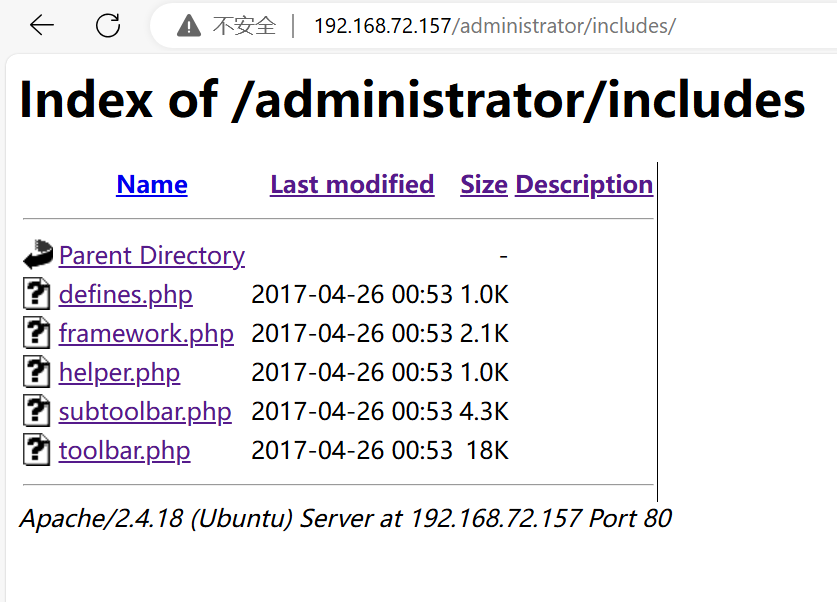 不安全 | 192.168.72.157/administrator/includes/
Index of /administrator/includes
Name Last modified Size Description
Parent Directory -
defines.php 2017-04-26 00:53 1.0K
framework.php 2017-04-26 00:53 2.1K
helper.php 2017-04-26 00:53 1.0K
subtoolbar.php 2017-04-26 00:53 4.3K
toolbar.php 2017-04-26 00:53 18K
Apache/2.4.18 (Ubuntu) Server at 192.168.72.157 Port 80